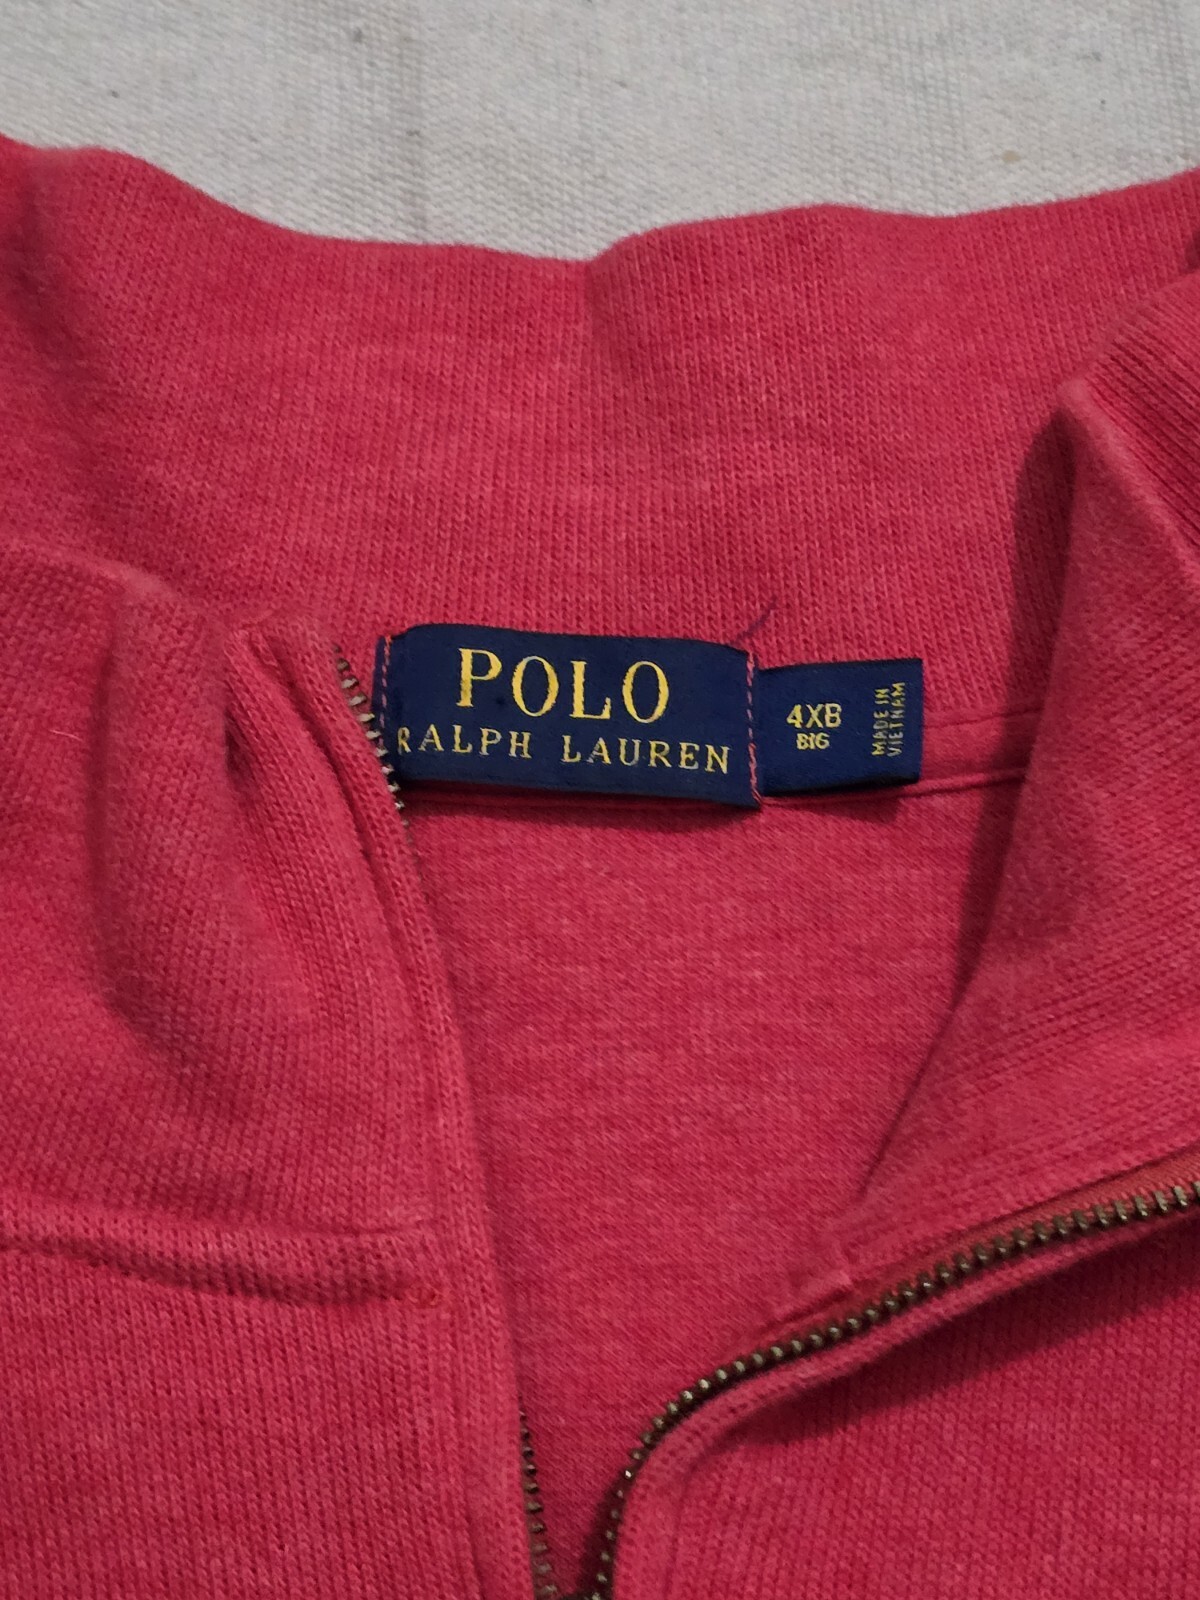 POLO
RALPH LAUREN
4XB
BIG
MADE IN
VIETNAM